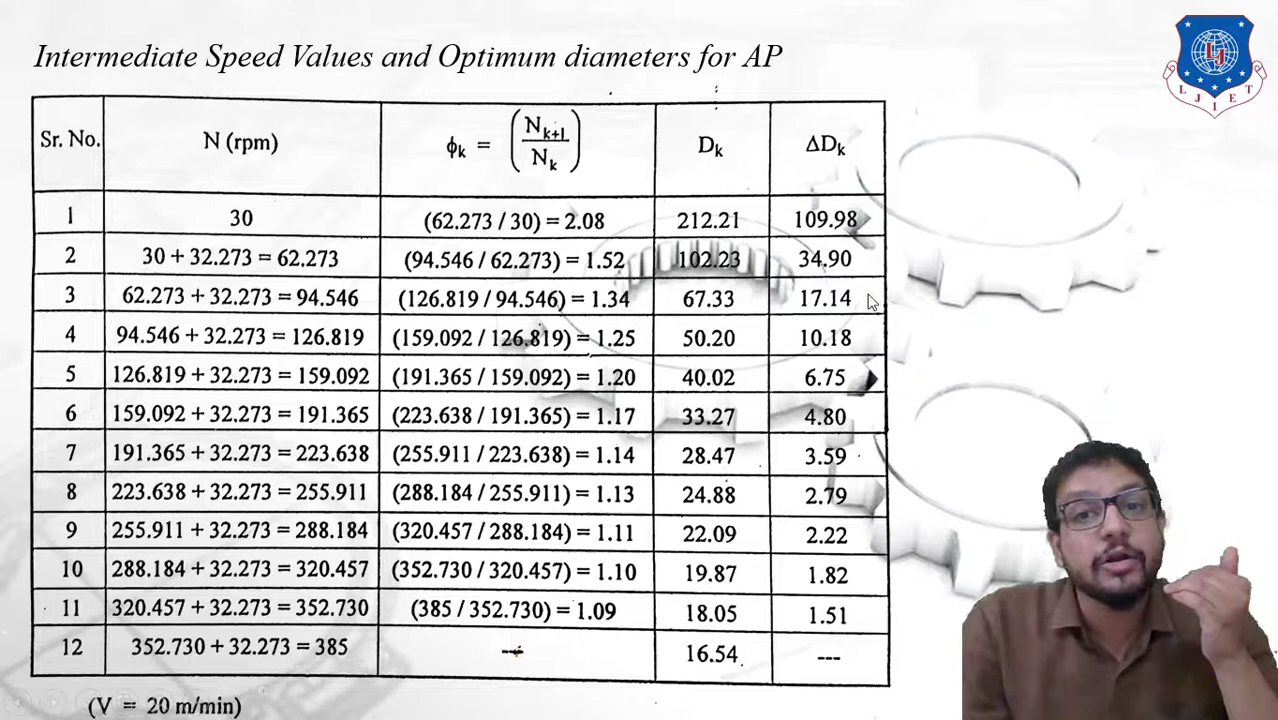 Intermediate Speed Values and Optimum diameters for AP
LJIET
Sr. No. N (rpm) ϕk = (Nk+1 / Nk) Dk ΔDk
1 30 (62.273 / 30) = 2.08 212.21 109.98
2 30 + 32.273 = 62.273 (94.546 / 62.273) = 1.52 102.23 34.90
3 62.273 + 32.273 = 94.546 (126.819 / 94.546) = 1.34 67.33 17.14
4 94.546 + 32.273 = 126.819 (159.092 / 126.819) = 1.25 50.20 10.18
5 126.819 + 32.273 = 159.092 (191.365 / 159.092) = 1.20 40.02 6.75
6 159.092 + 32.273 = 191.365 (223.638 / 191.365) = 1.17 33.27 4.80
7 191.365 + 32.273 = 223.638 (255.911 / 223.638) = 1.14 28.47 3.59
8 223.638 + 32.273 = 255.911 (288.184 / 255.911) = 1.13 24.88 2.79
9 255.911 + 32.273 = 288.184 (320.457 / 288.184) = 1.11 22.09 2.22
10 288.184 + 32.273 = 320.457 (352.730 / 320.457) = 1.10 19.87 1.82
11 320.457 + 32.273 = 352.730 (385 / 352.730) = 1.09 18.05 1.51
12 352.730 + 32.273 = 385 --- 16.54 ---
(V = 20 m/min)